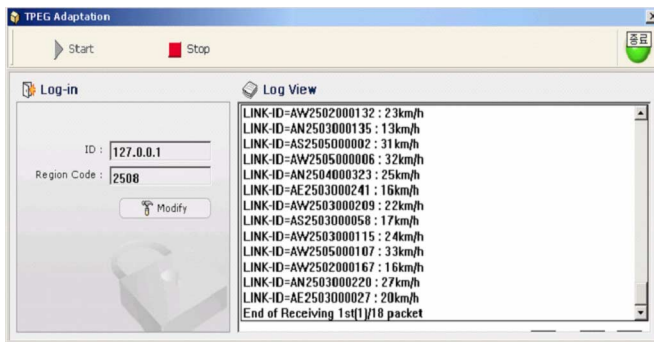 TPEG Adaptation
Start
Stop
종료
Log-in
ID :
127.0.0.1
Region Code :
2508
Modify
Log View
LINK-ID=AW2502000132 : 23km/h
LINK-ID=AN2503000135 : 13km/h
LINK-ID=AS2505000002 : 31km/h
LINK-ID=AW2505000006 : 32km/h
LINK-ID=AN2504000323 : 25km/h
LINK-ID=AE2503000241 : 16km/h
LINK-ID=AW2503000209 : 22km/h
LINK-ID=AS2503000058 : 17km/h
LINK-ID=AW2503000115 : 24km/h
LINK-ID=AW2505000107 : 33km/h
LINK-ID=AW2502000167 : 16km/h
LINK-ID=AN2503000220 : 27km/h
LINK-ID=AE2503000027 : 20km/h
End of Receiving 1st[1]/18 packet